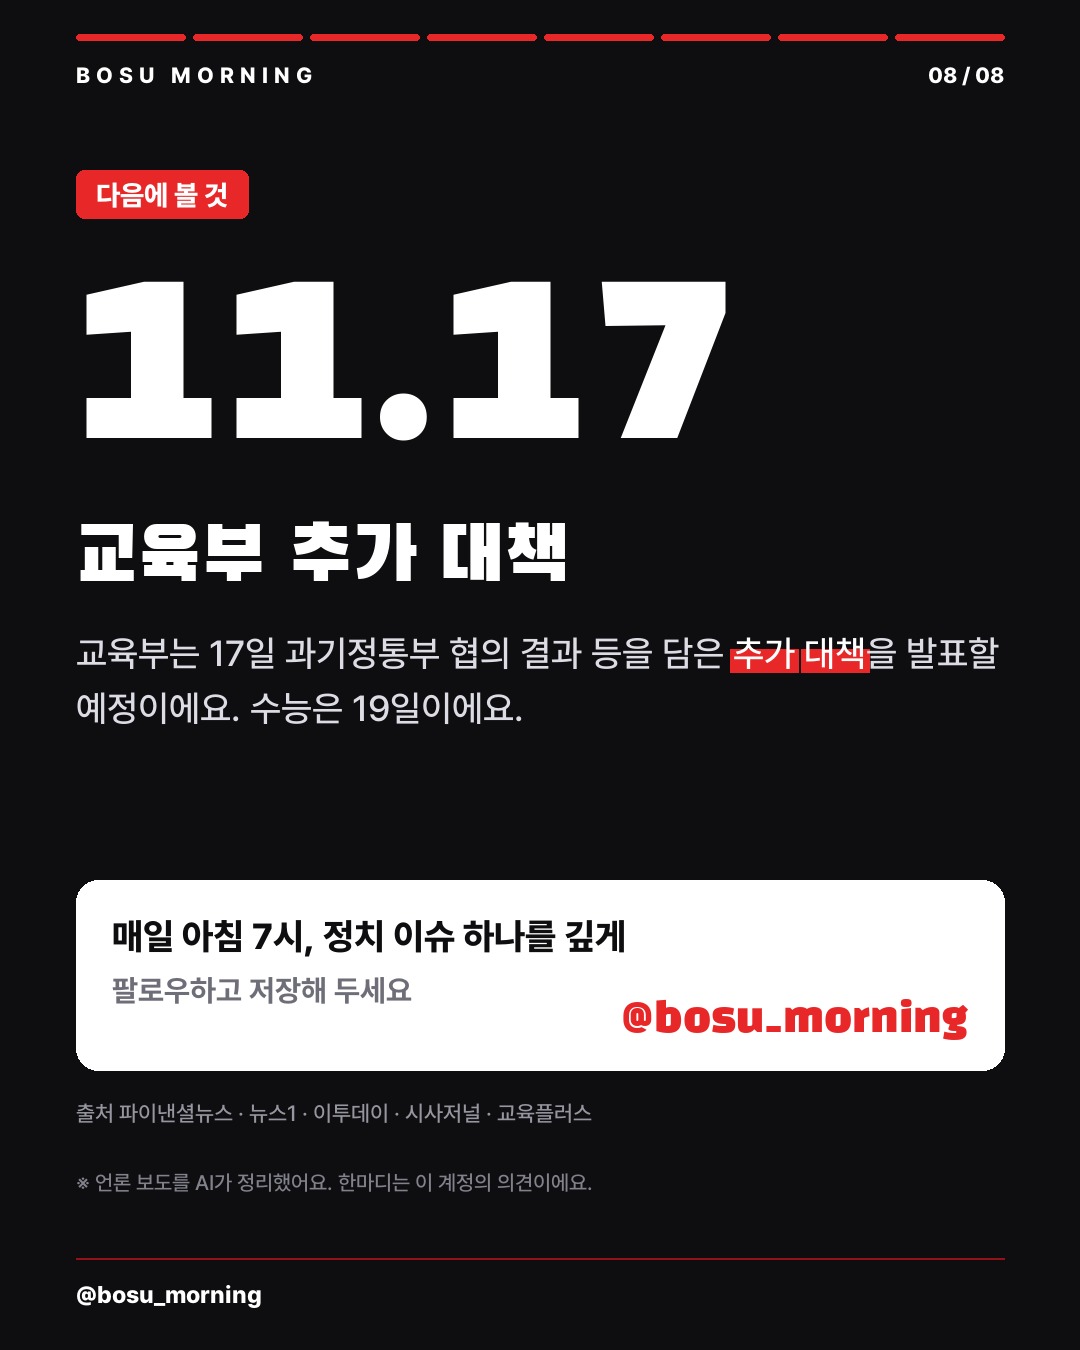 BOSU MORNING
08 / 08
다음에 볼 것
11.17
교육부 추가 대책
교육부는 17일 과기정통부 협의 결과 등을 담은 추가 대책을 발표할
예정이에요. 수능은 19일이에요.
매일 아침 7시, 정치 이슈 하나를 깊게
팔로우하고 저장해 두세요
@bosu_morning
출처 파이낸셜뉴스 · 뉴스1 · 이투데이 · 시사저널 · 교육플러스
※ 언론 보도를 AI가 정리했어요. 한마디는 이 계정의 의견이에요.
@bosu_morning